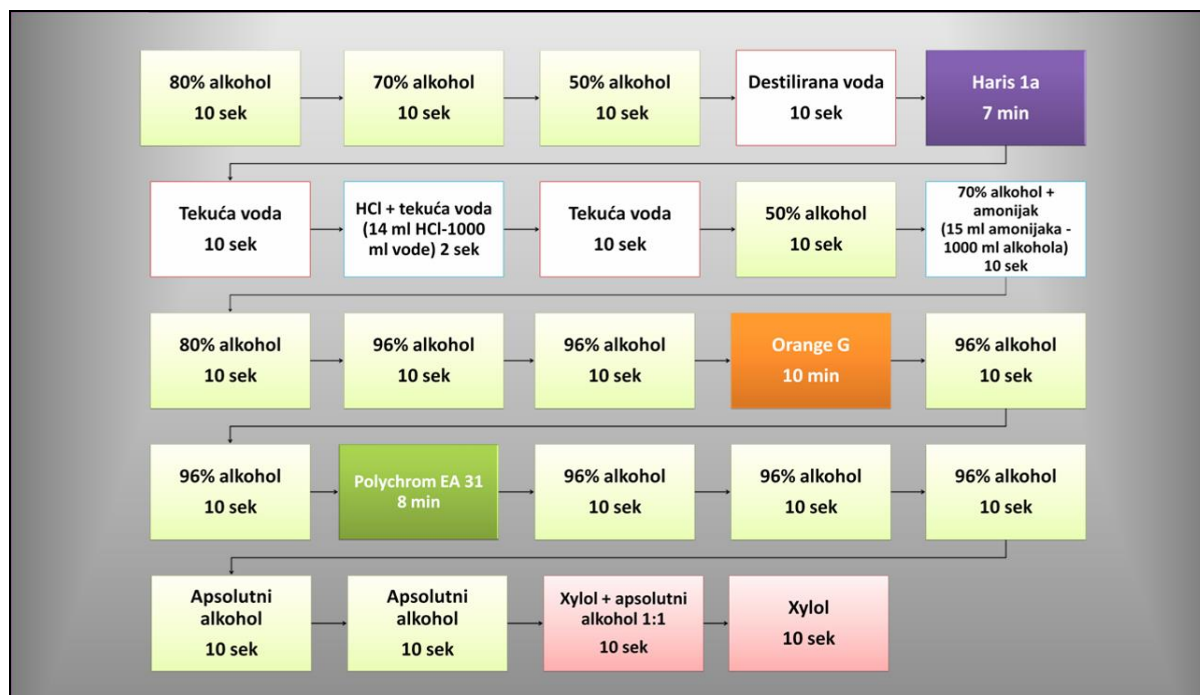 80% alkohol
10 sek
70% alkohol
10 sek
50% alkohol
10 sek
Destilirana voda
10 sek
Haris 1a
7 min
Tekuća voda
10 sek
HCl + tekuća voda
(14 ml HCl-1000
ml vode) 2 sek
Tekuća voda
10 sek
50% alkohol
10 sek
70% alkohol +
amonijak
(15 ml amonijaka -
1000 ml alkohola)
10 sek
80% alkohol
10 sek
96% alkohol
10 sek
96% alkohol
10 sek
Orange G
10 min
96% alkohol
10 sek
96% alkohol
10 sek
Polychrom EA 31
8 min
96% alkohol
10 sek
96% alkohol
10 sek
96% alkohol
10 sek
Apsolutni
alkohol
10 sek
Apsolutni
alkohol
10 sek
Xylol + apsolutni
alkohol 1:1
10 sek
Xylol
10 sek